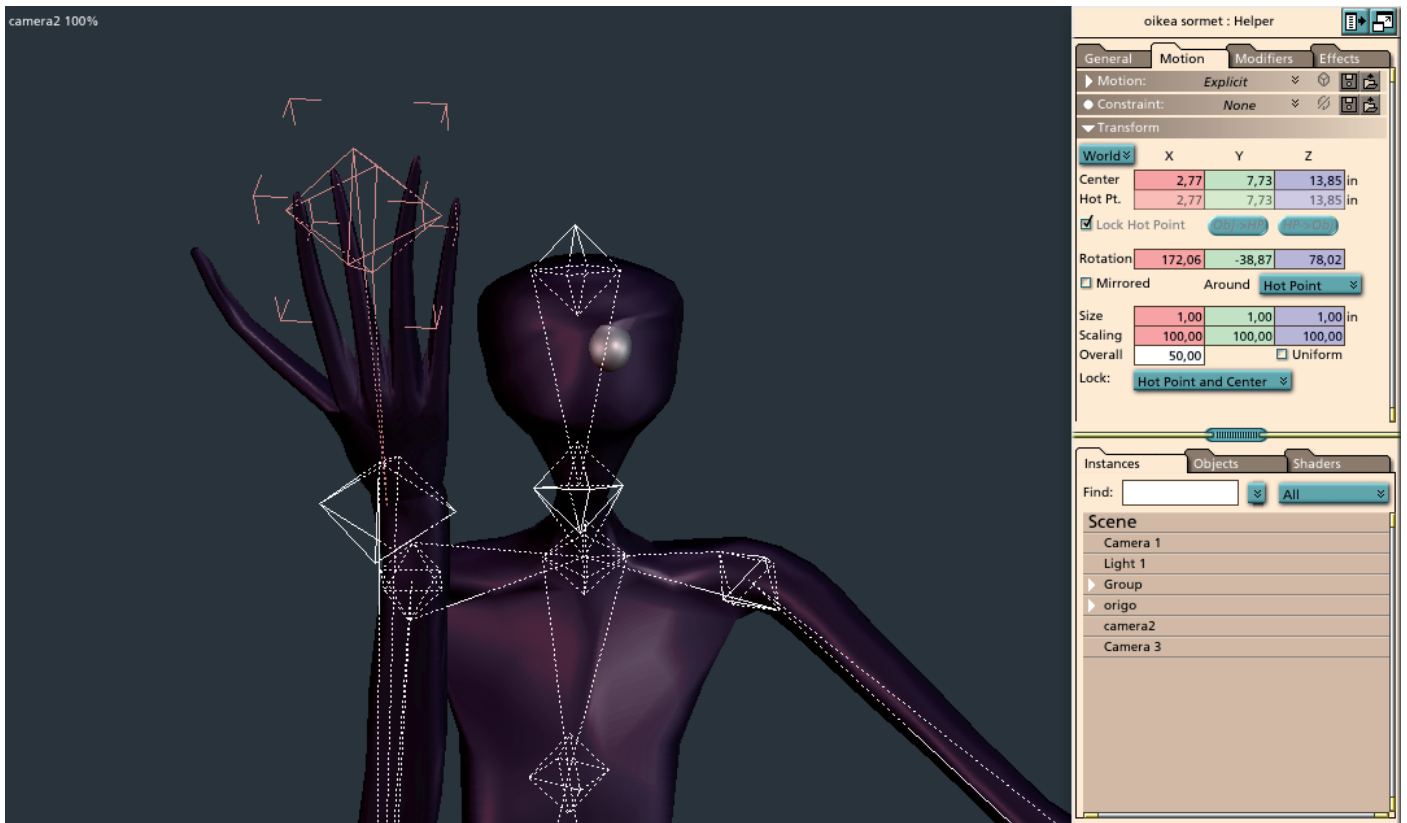 camera2 100%
oikea sormet : Helper
General Motion Modifiers Effects
Motion: Explicit
Constraint: None
Transform
World X Y Z
Center 2,77 7,73 13,85 in
Hot Pt. 2,77 7,73 13,85 in
Lock Hot Point Obj->HP HP->Obj
Rotation 172,06 -38,87 78,02
Mirrored Around Hot Point
Size 1,00 1,00 1,00 in
Scaling 100,00 100,00 100,00
Overall 50,00 Uniform
Lock: Hot Point and Center
Instances Objects Shaders
Find: All
Scene
Camera 1
Light 1
Group
origo
camera2
Camera 3